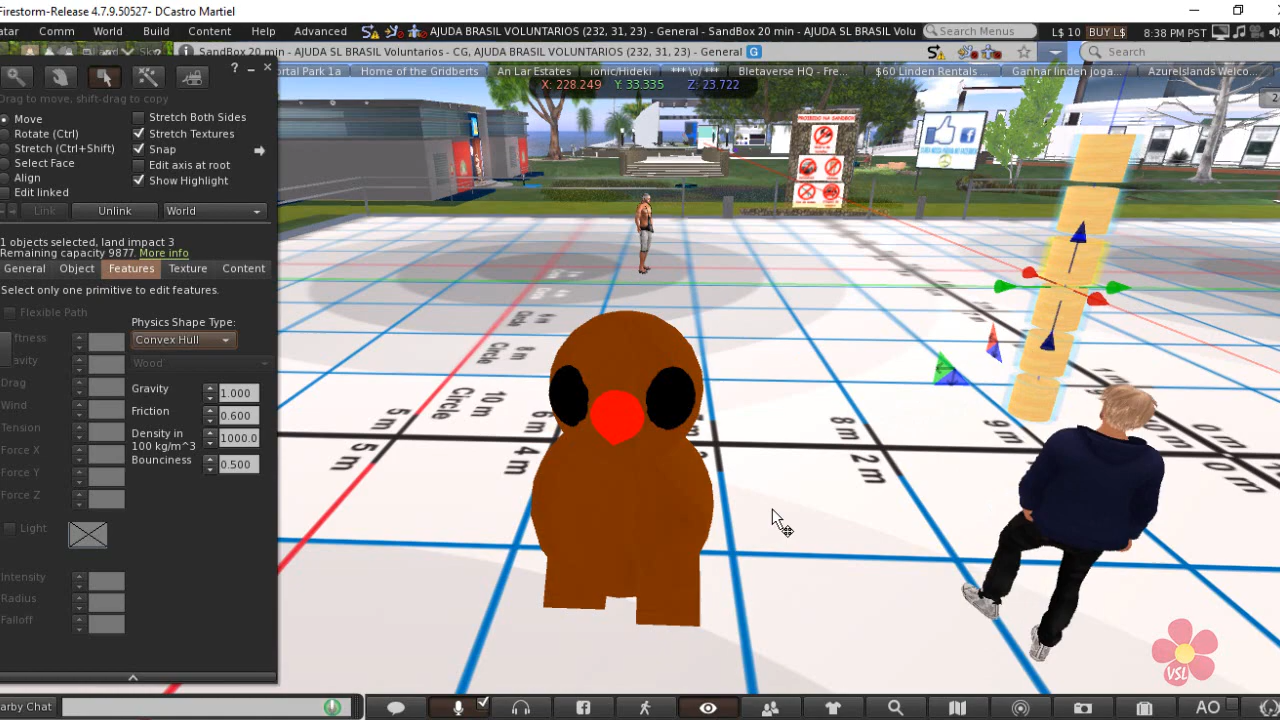 Firestorm-Release 4.7.9.50527- DCastro Martiel
atar Comm World Build Content Help Advanced AJUDA BRASIL VOLUNTARIOS (232, 31, 23) - General - SandBox 20 min - AJUDA SL BRASIL Volu Search Menus L$ 10 BUY L$ 8:38 PM PST
SandBox 20 min - AJUDA SL BRASIL Voluntarios - CG, AJUDA BRASIL VOLUNTARIOS (232, 31, 23) - General G Search
ortal Park 1a Home of the Gridberts An Lar Estates ionic/Hideki *** \o/ *** Bletaverse HQ - Fre... $60 Linden Rentals ... Ganhar linden joga... AzureIslands Welco...
X: 228.249 Y: 33.335 Z: 23.722
Drag to move, shift-drag to copy
Move
Rotate (Ctrl)
Stretch (Ctrl+Shift)
Select Face
Align
Edit linked
Stretch Both Sides
Stretch Textures
Snap
Edit axis at root
Show Highlight
Link Unlink World
1 objects selected, land impact 3
Remaining capacity 9877. More info
General Object Features Texture Content
Select only one primitive to edit features.
Flexible Path
Physics Shape Type:
ftness
Convex Hull
avity
Wood
Drag
Gravity 1.000
Wind
Friction 0.600
Tension
Density in
100 kg/m^3 1000.0
Force X
Bounciness 0.500
Force Y
Force Z
Light
Intensity
Radius
Falloff
PROIBIDO NA SANDBOX
5 m
5 m
10 m
Circle
8 m
Circle
4 m
8 m
2 m
9 m
0 m
0 m
VSL
arby Chat
AO